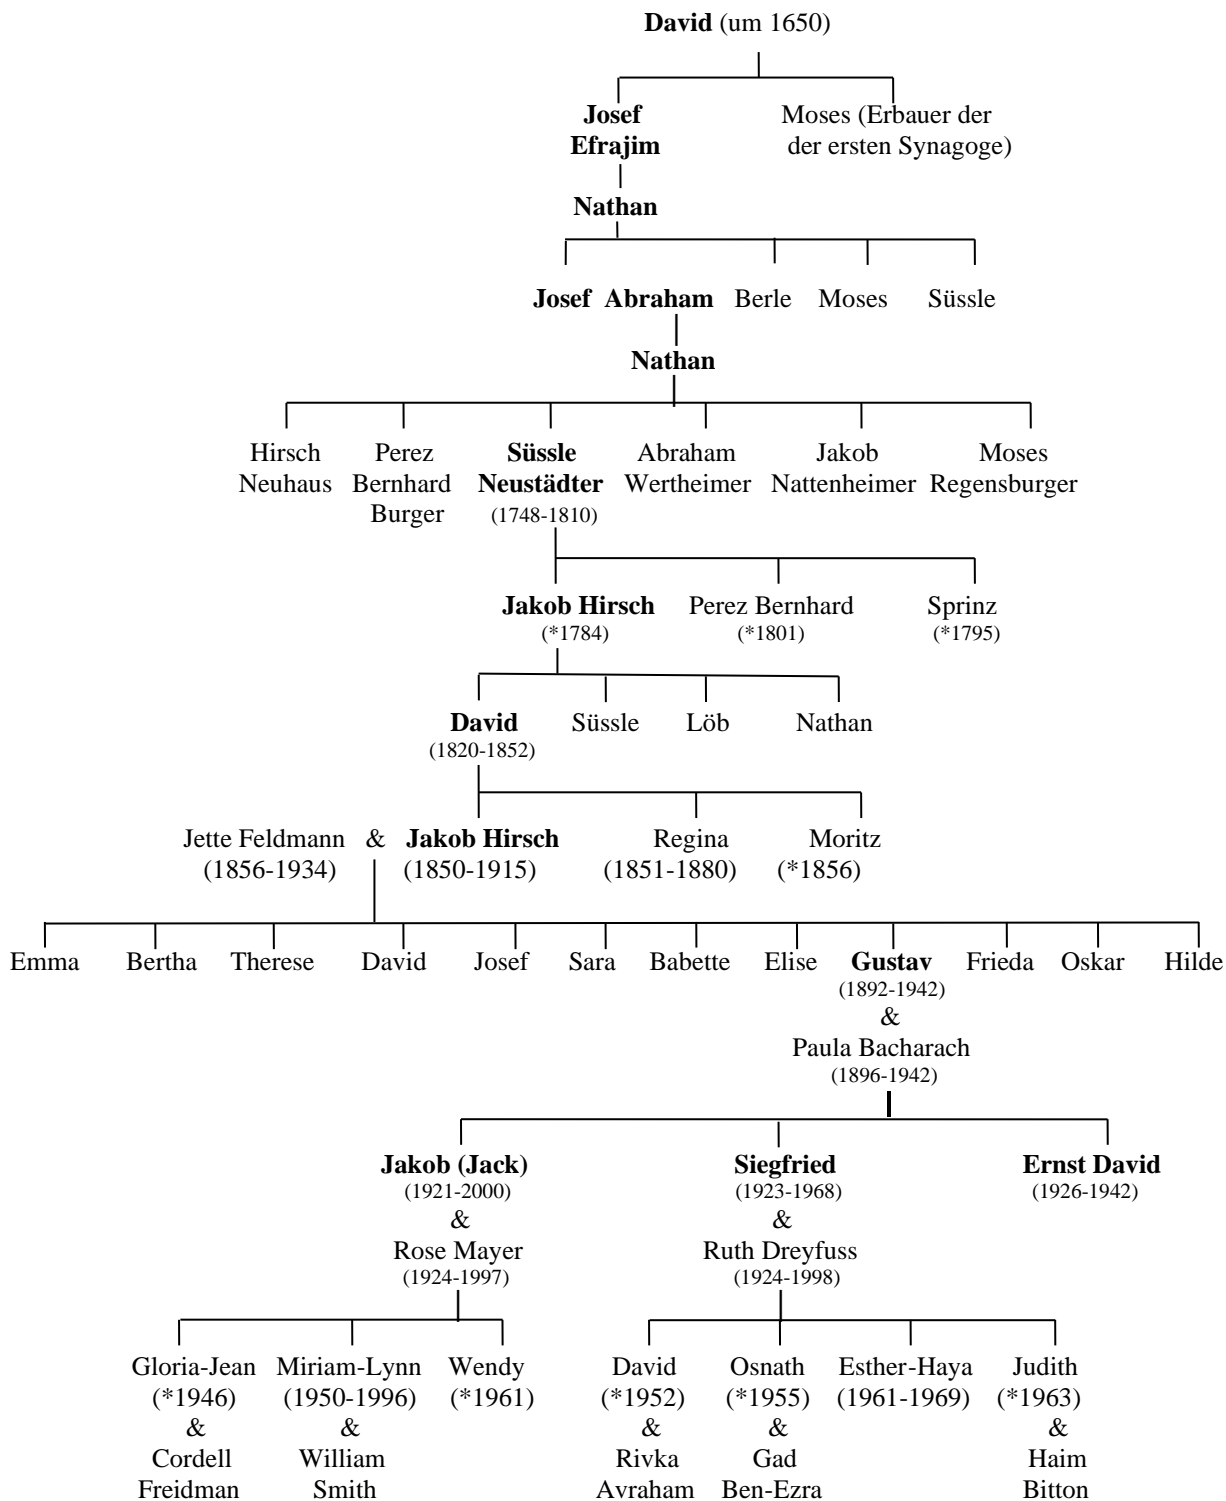 David (um 1650)
Josef Moses (Erbauer der
Efrajim der ersten Synagoge)
Nathan
Josef Abraham Berle Moses Süssle
Nathan
Hirsch Perez Süssle Abraham Jakob Moses
Neuhaus Bernhard Neustädter Wertheimer Nattenheimer Regensburger
Burger (1748-1810)
Jakob Hirsch Perez Bernhard Sprinz
(*1784) (*1801) (*1795)
David Süssle Löb Nathan
(1820-1852)
Jette Feldmann & Jakob Hirsch Regina Moritz
(1856-1934) (1850-1915) (1851-1880) (*1856)
Emma Bertha Therese David Josef Sara Babette Elise Gustav Frieda Oskar Hilde
(1892-1942)
&
Paula Bacharach
(1896-1942)
Jakob (Jack) Siegfried Ernst David
(1921-2000) (1923-1968) (1926-1942)
& &
Rose Mayer Ruth Dreyfuss
(1924-1997) (1924-1998)
Gloria-Jean Miriam-Lynn Wendy David Osnath Esther-Haya Judith
(*1946) (1950-1996) (*1961) (*1952) (*1955) (1961-1969) (*1963)
& & & & &
Cordell William Rivka Gad Haim
Freidman Smith Avraham Ben-Ezra Bitton